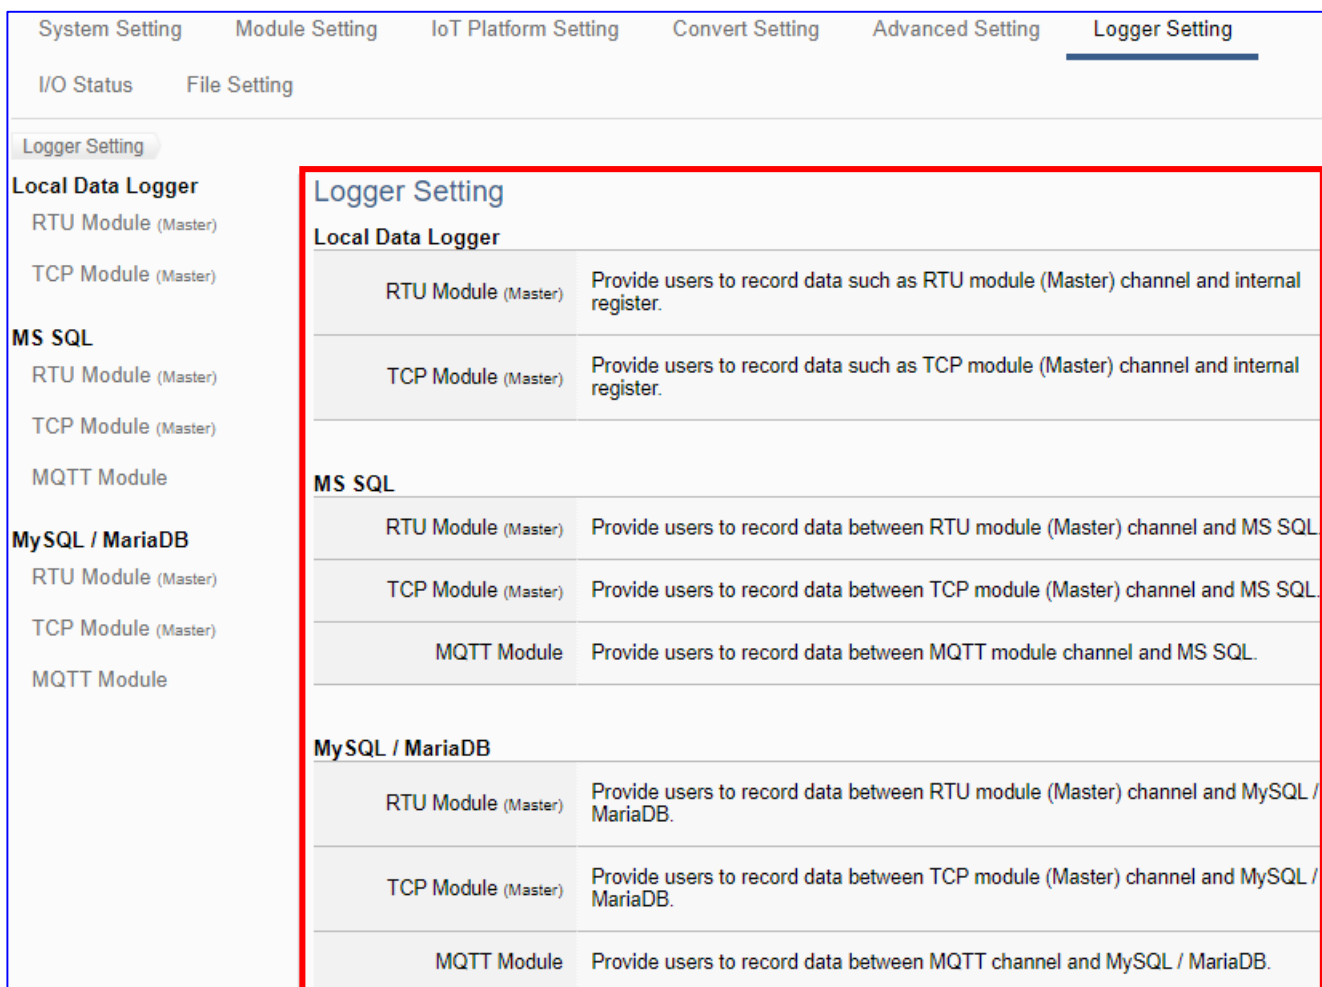 System Setting Module Setting IoT Platform Setting Convert Setting Advanced Setting Logger Setting
I/O Status File Setting
Logger Setting
Local Data Logger
RTU Module (Master)
TCP Module (Master)
MS SQL
RTU Module (Master)
TCP Module (Master)
MQTT Module
MySQL / MariaDB
RTU Module (Master)
TCP Module (Master)
MQTT Module
Logger Setting
Local Data Logger
RTU Module (Master) Provide users to record data such as RTU module (Master) channel and internal
register.
TCP Module (Master) Provide users to record data such as TCP module (Master) channel and internal
register.
MS SQL
RTU Module (Master) Provide users to record data between RTU module (Master) channel and MS SQL.
TCP Module (Master) Provide users to record data between TCP module (Master) channel and MS SQL.
MQTT Module Provide users to record data between MQTT module channel and MS SQL.
MySQL / MariaDB
RTU Module (Master) Provide users to record data between RTU module (Master) channel and MySQL /
MariaDB.
TCP Module (Master) Provide users to record data between TCP module (Master) channel and MySQL /
MariaDB.
MQTT Module Provide users to record data between MQTT channel and MySQL / MariaDB.